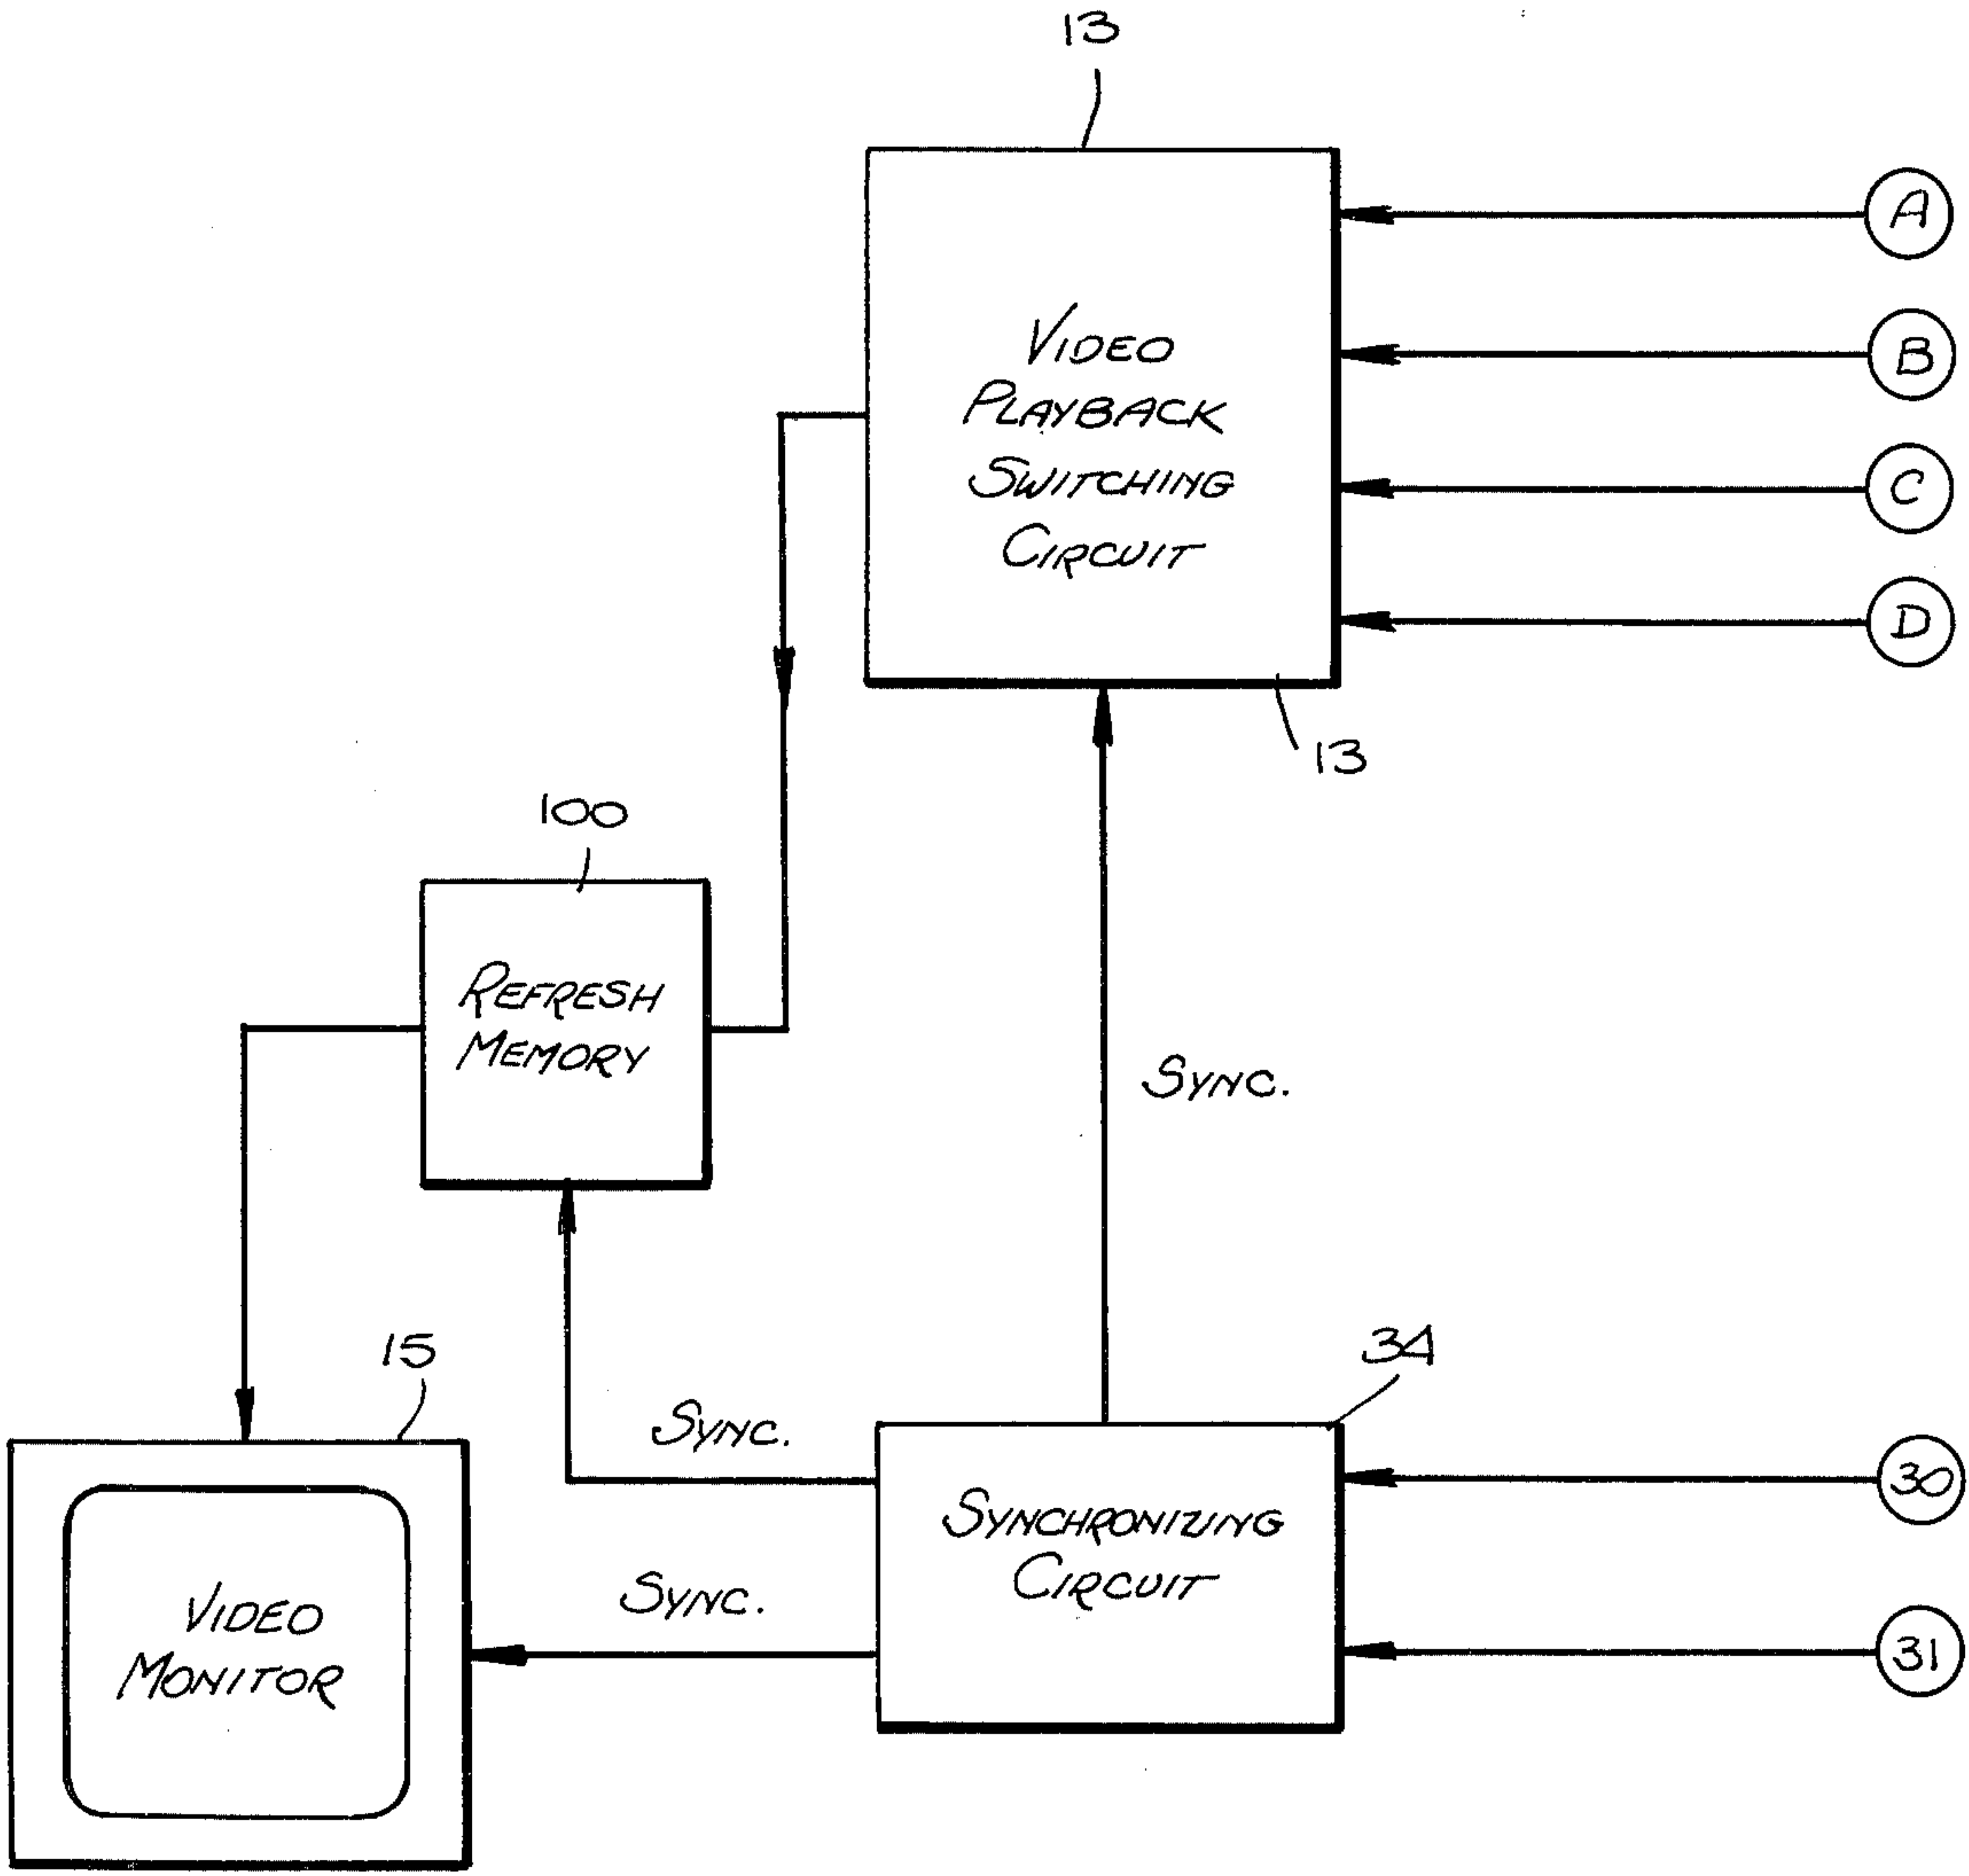 13
A
VIDEO
PLAYBACK
SWITCHING
CIRCUIT
B
C
D
13
100
REFRESH
MEMORY
SYNC.
15
34
SYNC.
30
SYNCHRONIZING
CIRCUIT
SYNC.
31
VIDEO
MONITOR